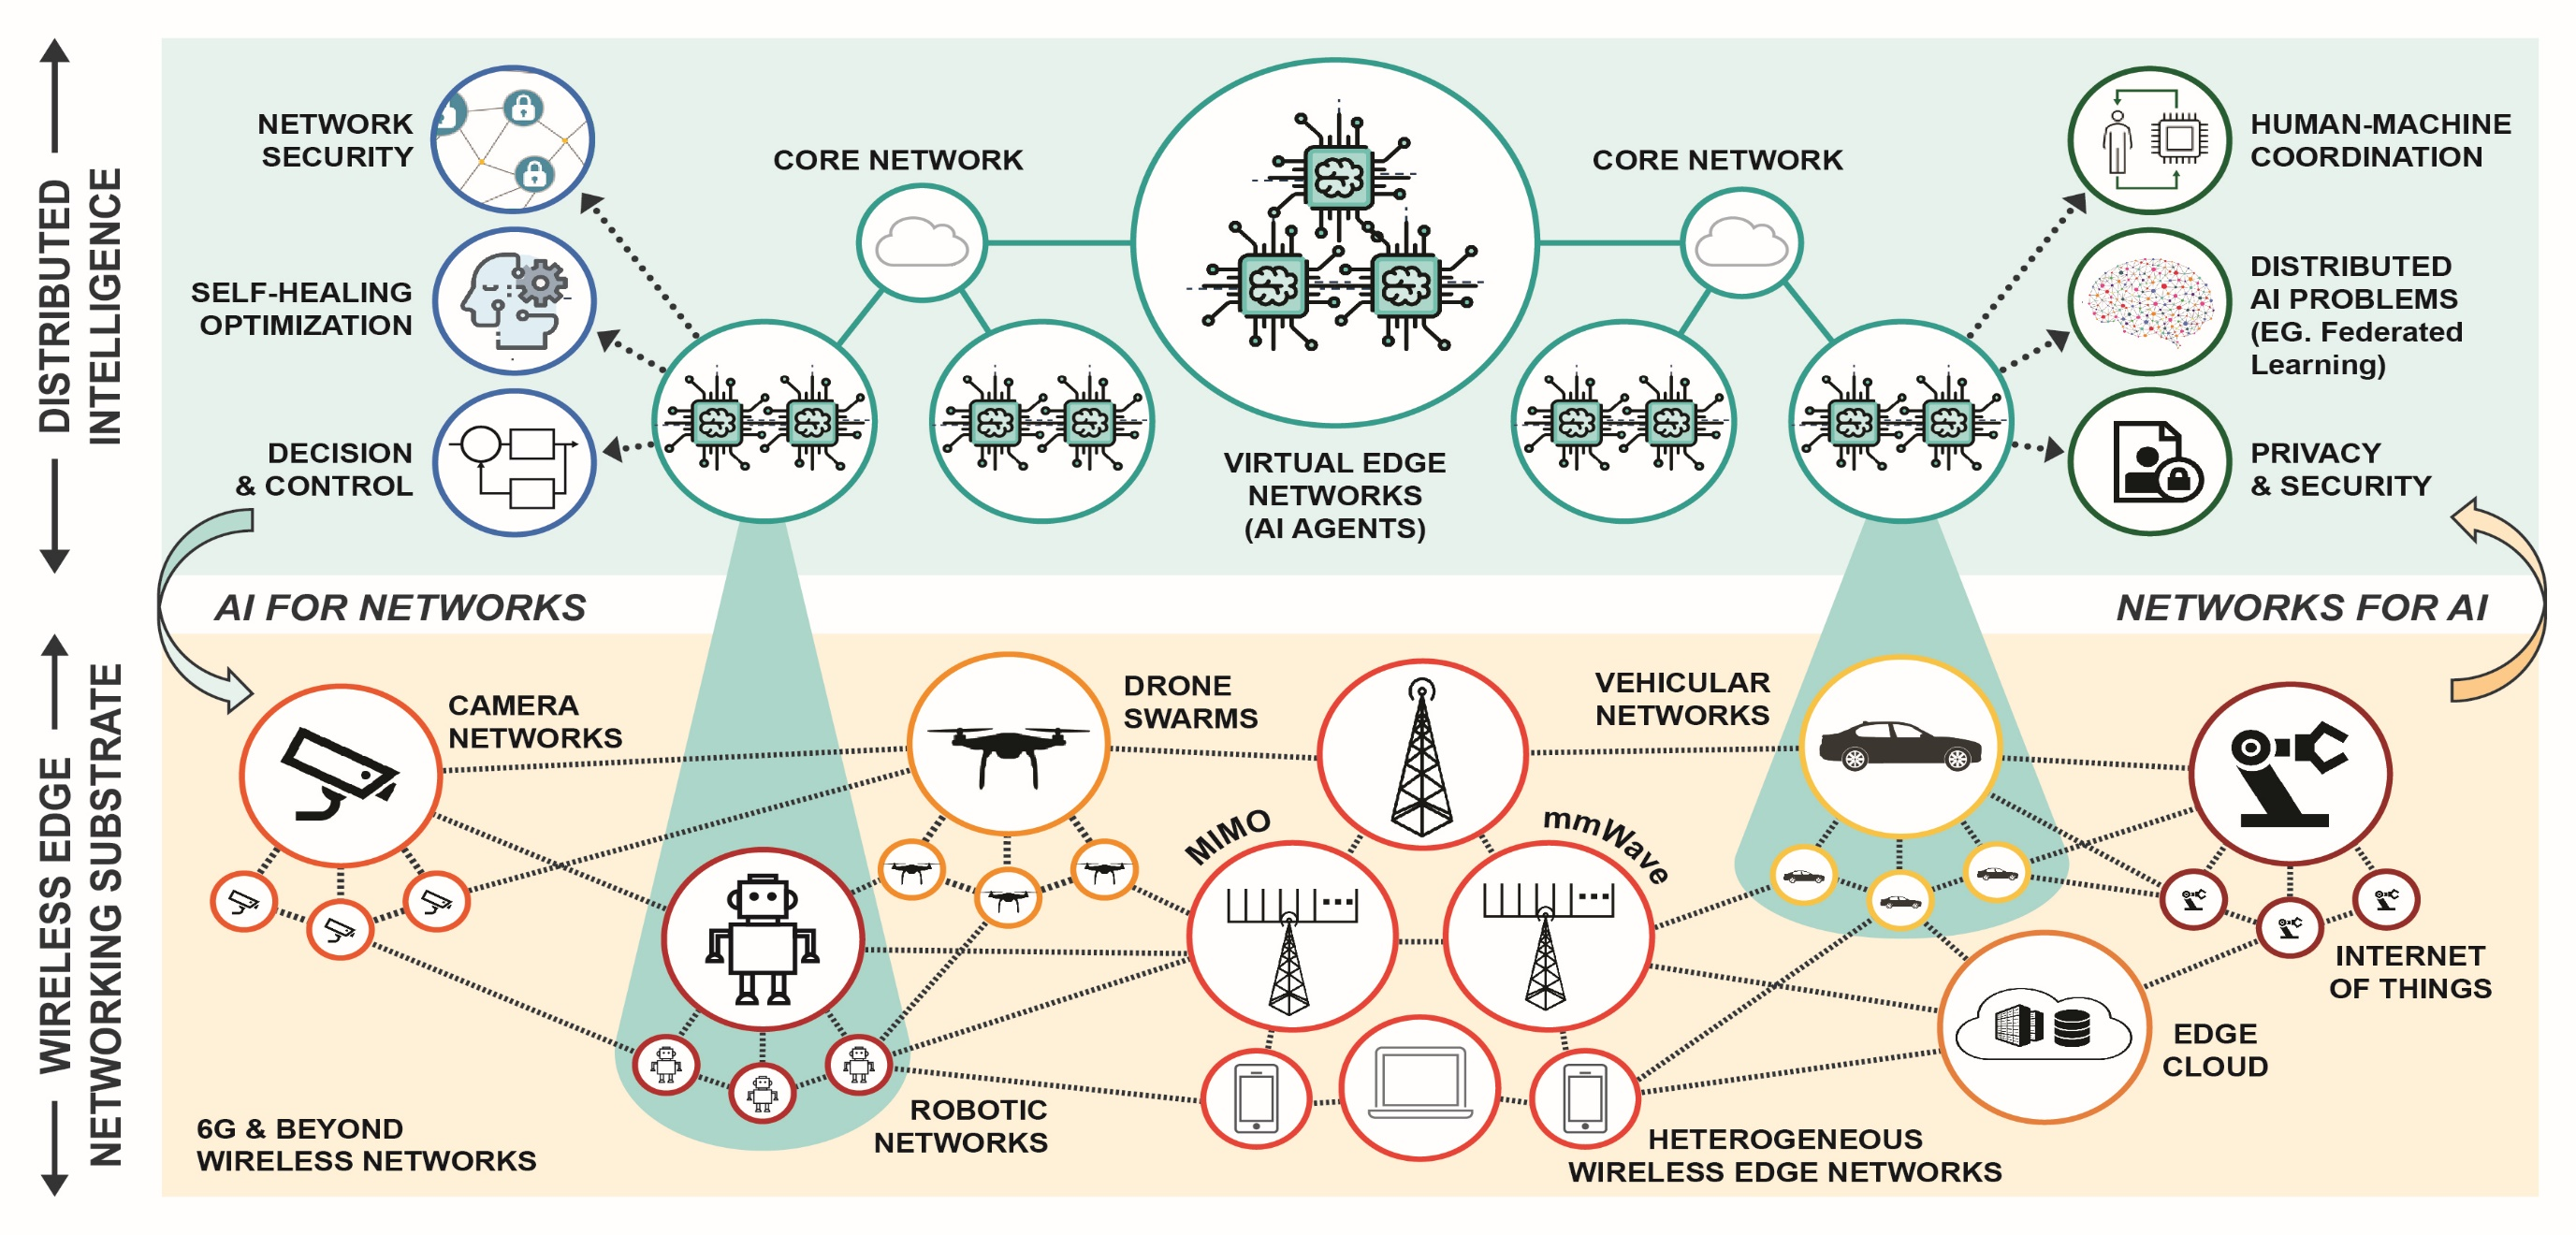 DISTRIBUTED
INTELLIGENCE
NETWORK
SECURITY
SELF-HEALING
OPTIMIZATION
DECISION
& CONTROL
CORE NETWORK
VIRTUAL EDGE
NETWORKS
(AI AGENTS)
CORE NETWORK
HUMAN-MACHINE
COORDINATION
DISTRIBUTED
AI PROBLEMS
(EG. Federated
Learning)
PRIVACY
& SECURITY
AI FOR NETWORKS
NETWORKS FOR AI
WIRELESS EDGE
NETWORKING SUBSTRATE
CAMERA
NETWORKS
DRONE
SWARMS
VEHICULAR
NETWORKS
MIMO
mmWave
INTERNET
OF THINGS
EDGE
CLOUD
ROBOTIC
NETWORKS
6G & BEYOND
WIRELESS NETWORKS
HETEROGENEOUS
WIRELESS EDGE NETWORKS